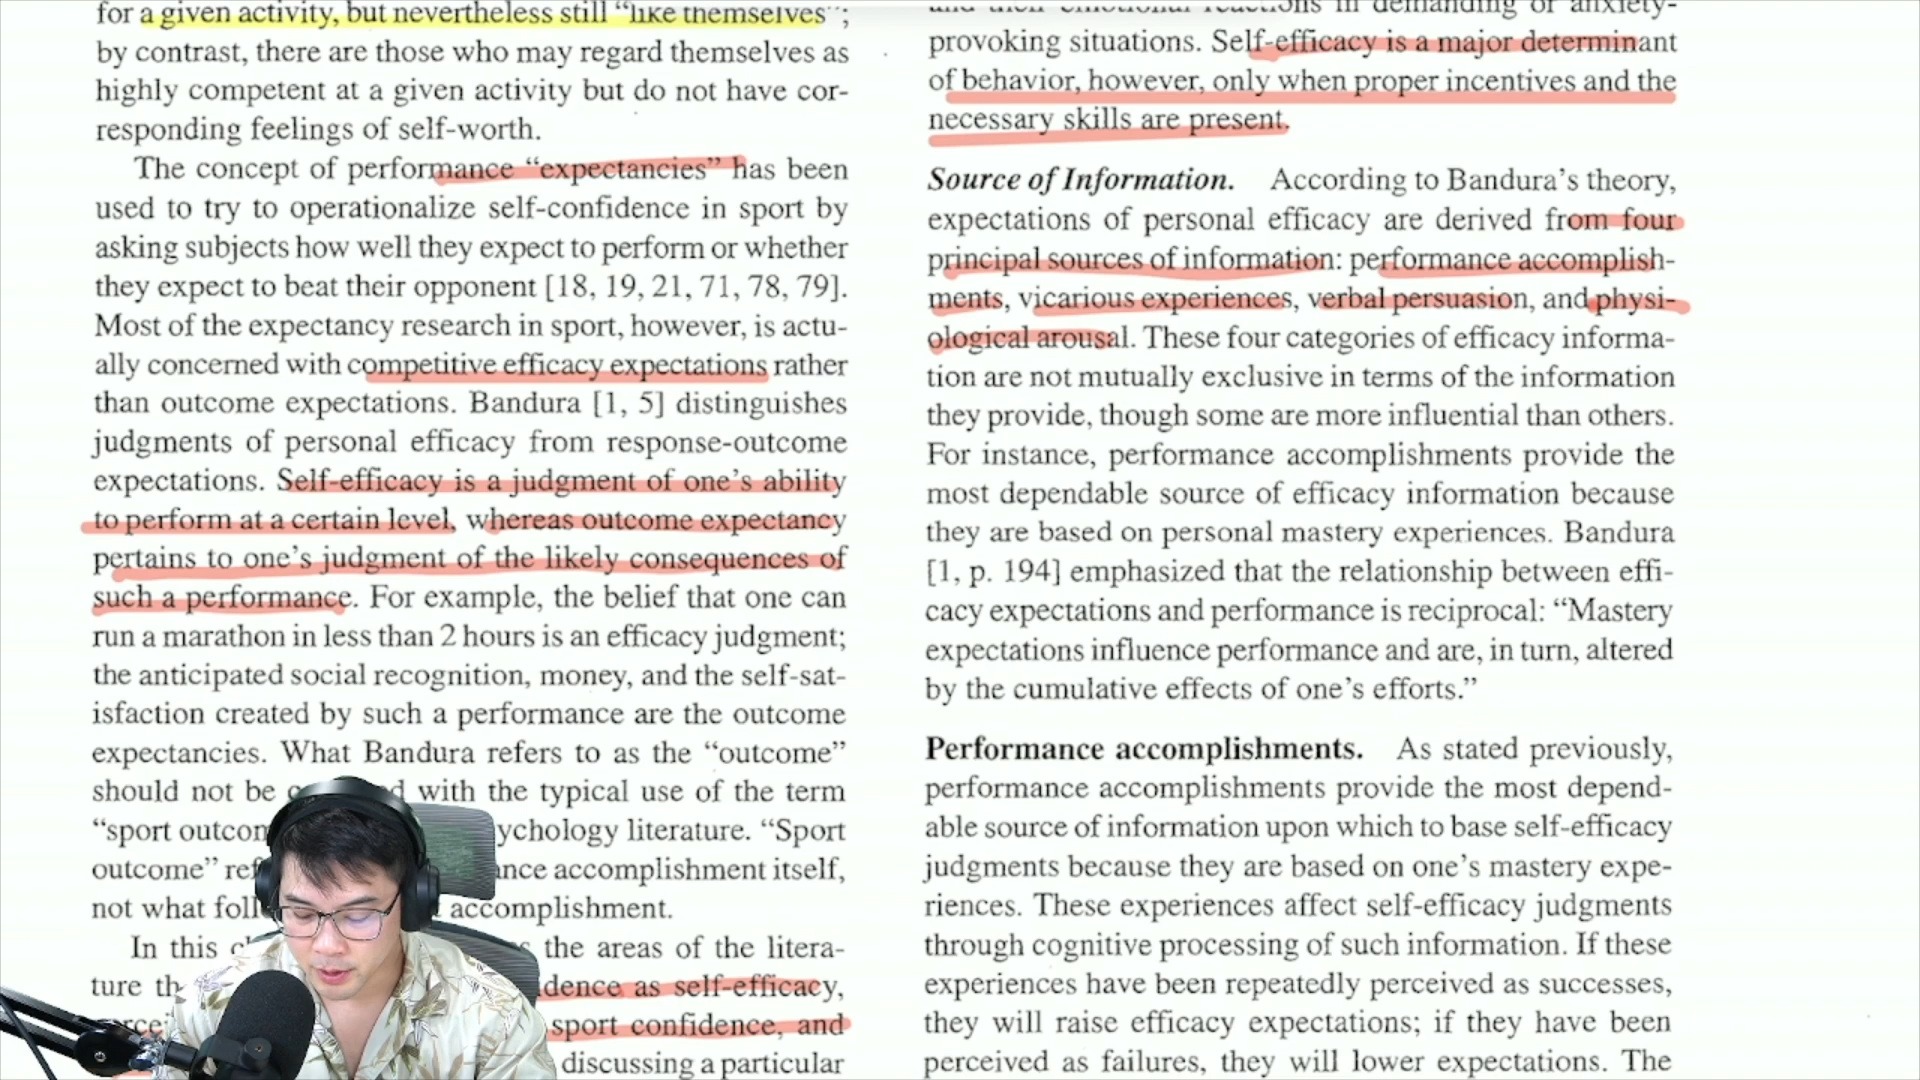 for a given activity, but nevertheless still “like themselves”;
by contrast, there are those who may regard themselves as
highly competent at a given activity but do not have cor-
responding feelings of self-worth.
The concept of performance “expectancies” has been
used to try to operationalize self-confidence in sport by
asking subjects how well they expect to perform or whether
they expect to beat their opponent [18, 19, 21, 71, 78, 79].
Most of the expectancy research in sport, however, is actu-
ally concerned with competitive efficacy expectations rather
than outcome expectations. Bandura [1, 5] distinguishes
judgments of personal efficacy from response-outcome
expectations. Self-efficacy is a judgment of one’s ability
to perform at a certain level, whereas outcome expectancy
pertains to one’s judgment of the likely consequences of
such a performance. For example, the belief that one can
run a marathon in less than 2 hours is an efficacy judgment;
the anticipated social recognition, money, and the self-sat-
isfaction created by such a performance are the outcome
expectancies. What Bandura refers to as the “outcome”
should not be with the typical use of the term
“sport literature. “Sport
outcome” accomplishment itself,
not what accomplishment.
In this the areas of the litera-
ture as self-efficacy,
sport confidence, and
discussing a particular
in demanding or anxiety-
provoking situations. Self-efficacy is a major determinant
of behavior, however, only when proper incentives and the
necessary skills are present.
Source of Information. According to Bandura’s theory,
expectations of personal efficacy are derived from four
principal sources of information: performance accomplish-
ments, vicarious experiences, verbal persuasion, and physi-
ological arousal. These four categories of efficacy informa-
tion are not mutually exclusive in terms of the information
they provide, though some are more influential than others.
For instance, performance accomplishments provide the
most dependable source of efficacy information because
they are based on personal mastery experiences. Bandura
[1, p. 194] emphasized that the relationship between effi-
cacy expectations and performance is reciprocal: “Mastery
expectations influence performance and are, in turn, altered
by the cumulative effects of one’s efforts.”
Performance accomplishments. As stated previously,
performance accomplishments provide the most depend-
able source of information upon which to base self-efficacy
judgments because they are based on one’s mastery expe-
riences. These experiences affect self-efficacy judgments
through cognitive processing of such information. If these
experiences have been repeatedly perceived as successes,
they will raise efficacy expectations; if they have been
perceived as failures, they will lower expectations. The